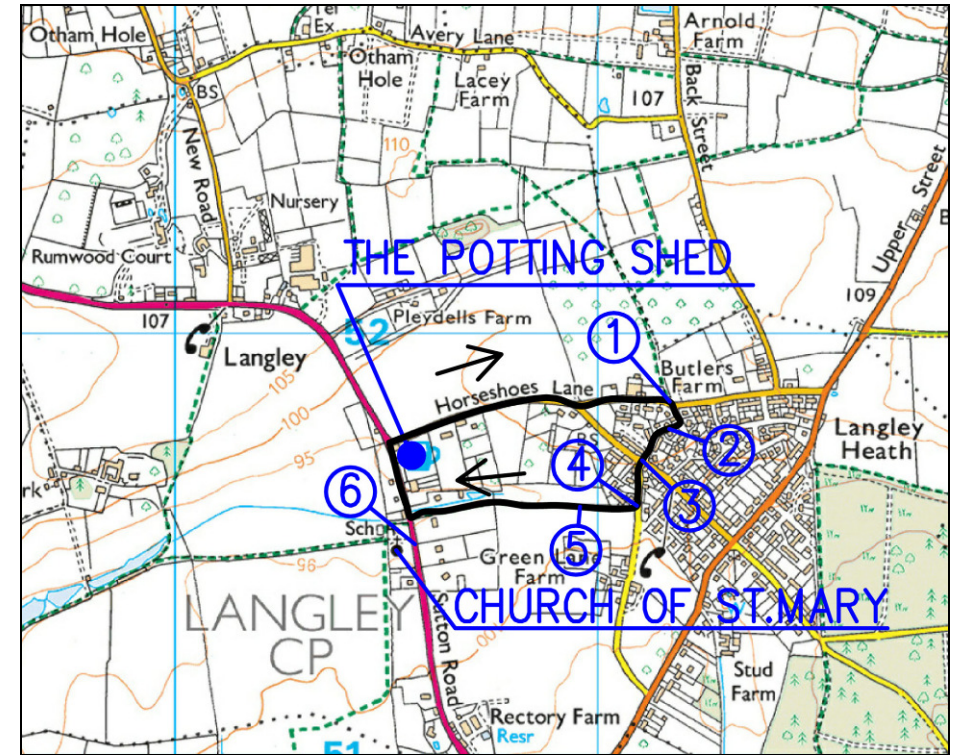 Otham Hole
Tel
Ex
Avery Lane
Arnold
Farm
Otham
Hole
Lacey
Farm
BS
107
Back Street
110
New Road
Nursery
Upper Street
Rumwood Court
THE POTTING SHED
109
107
52
Pleydells Farm
1
Langley
105
Butlers
Farm
100
Horseshoes Lane
Langley
Heath
95
BS
2
4
3
6
Sch
5
Green Lane
Farm
LANGLEY
CP
CHURCH OF ST.MARY
Sutton Road
100
Stud
Farm
Rectory Farm
Resr
51